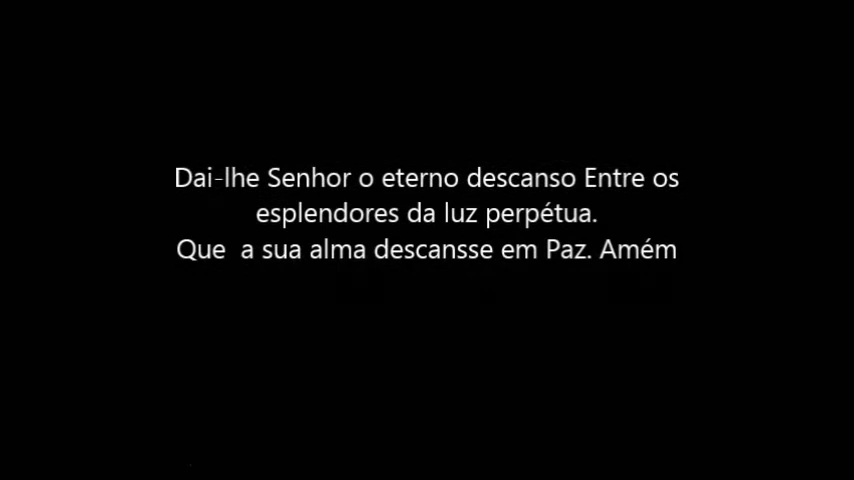 Dai-lhe Senhor o eterno descanso Entre os
esplendores da luz perpétua.
Que  a sua alma descansse em Paz. Amém